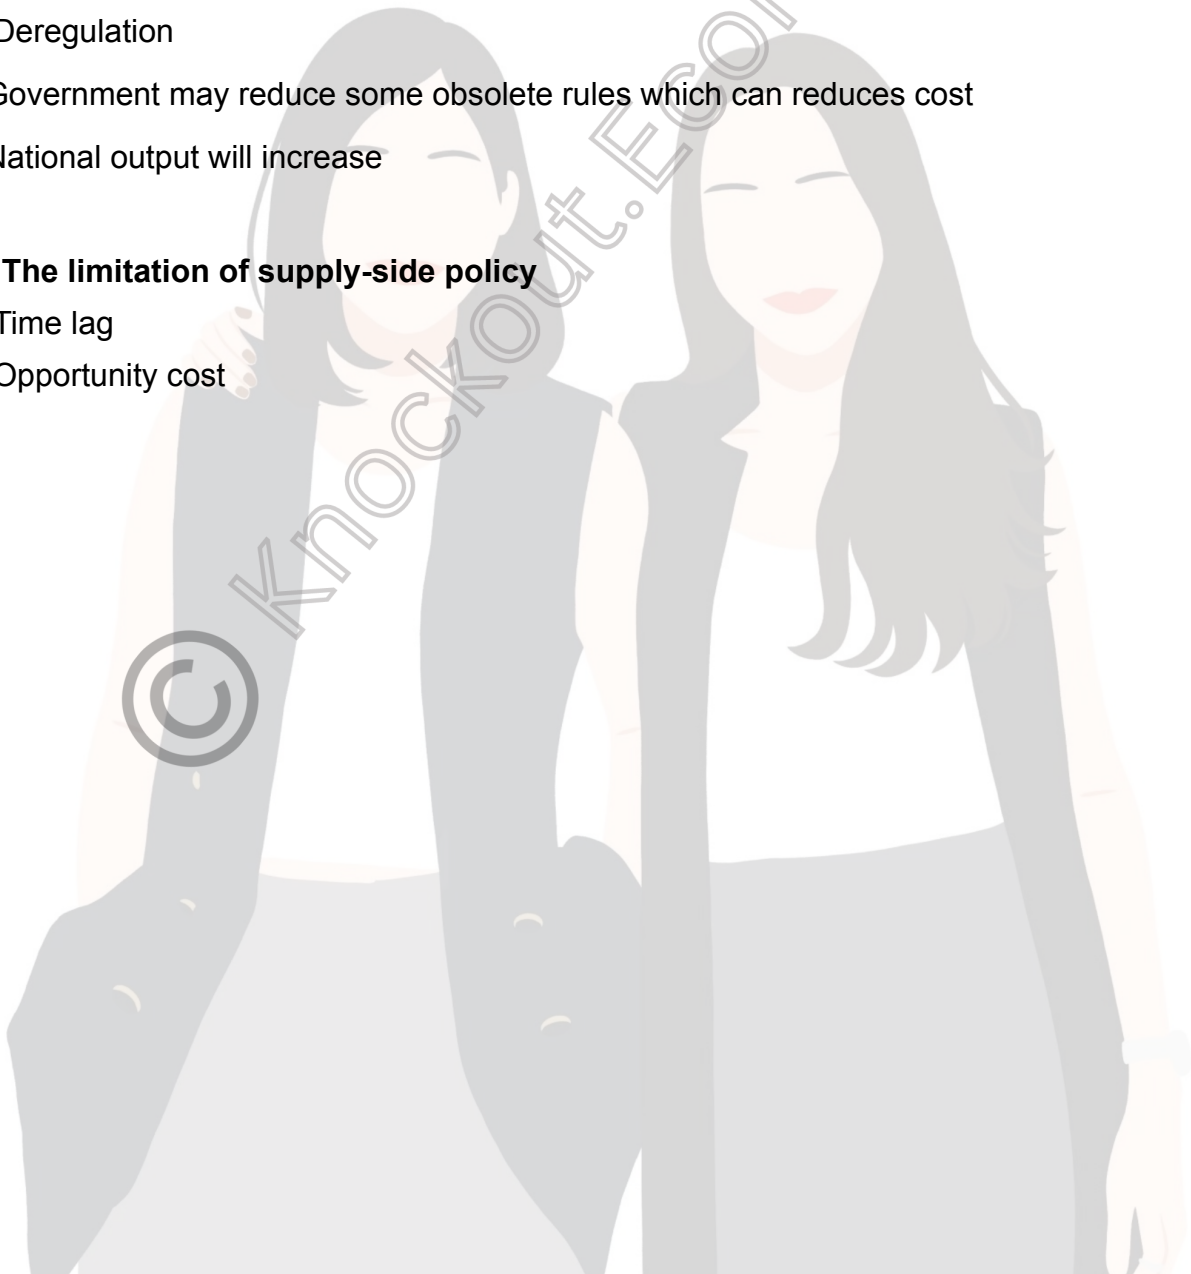 Deregulation
Government may reduce some obsolete rules which can reduces cost
National output will increase
The limitation of supply-side policy
Time lag
Opportunity cost
© Knockout.Eco